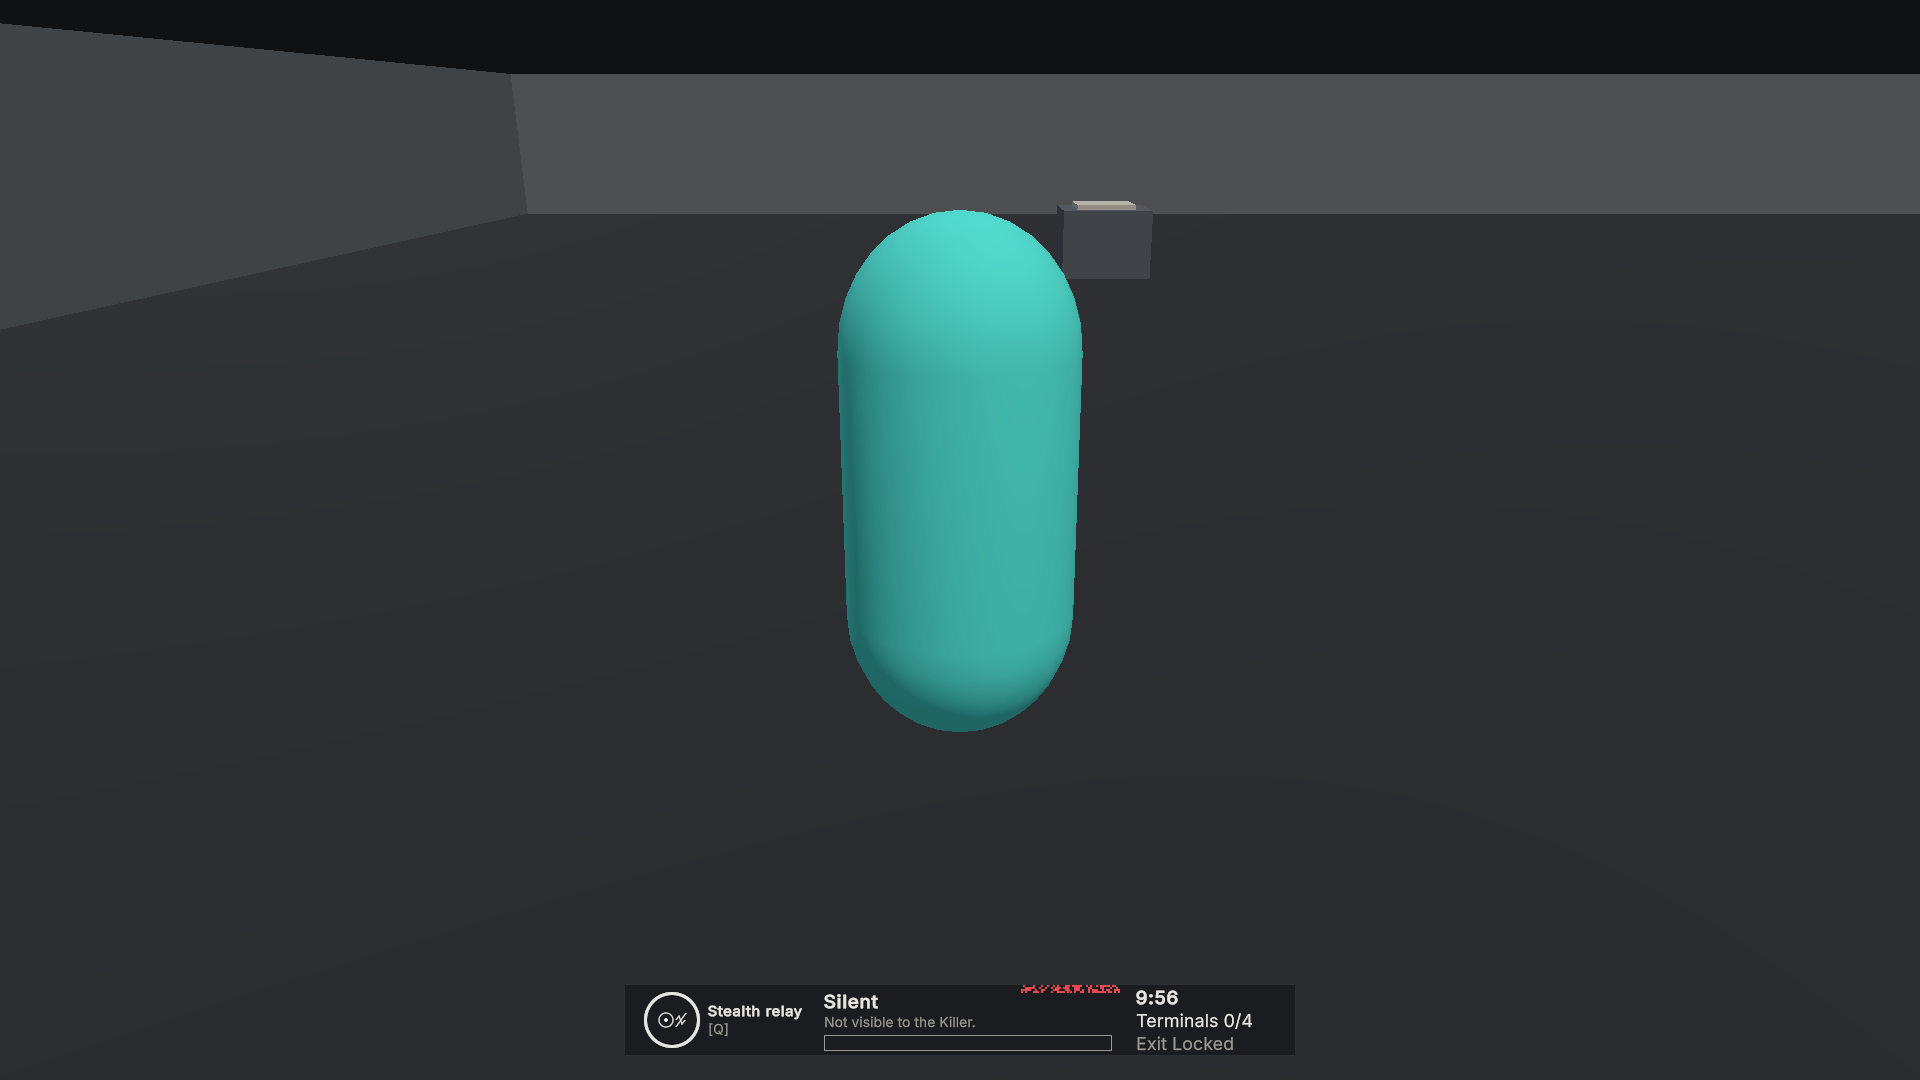 Stealth relay
[Q]
Silent
Not visible to the Killer.
9:56
Terminals 0/4
Exit Locked